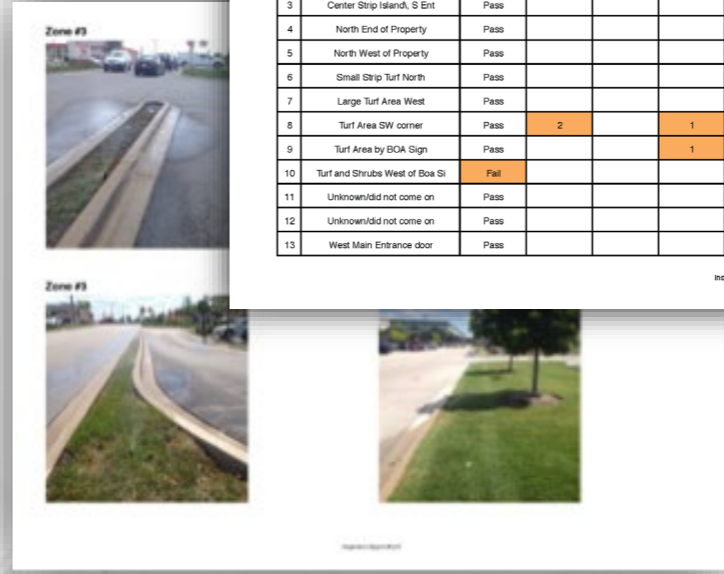 Zone #3
3 Center Strip Island\, S Ent Pass
4 North End of Property Pass
5 North West of Property Pass
6 Small Strip Turf North Pass
7 Large Turf Area West Pass
8 Turf Area SW corner Pass 2 1
9 Turf Area by BOA Sign Pass 1
10 Turf and Shrubs West of Boa Si Fail
11 Unknown/did not come on Pass
12 Unknown/did not come on Pass
13 West Main Entrance door Pass
Ins
Zone #3